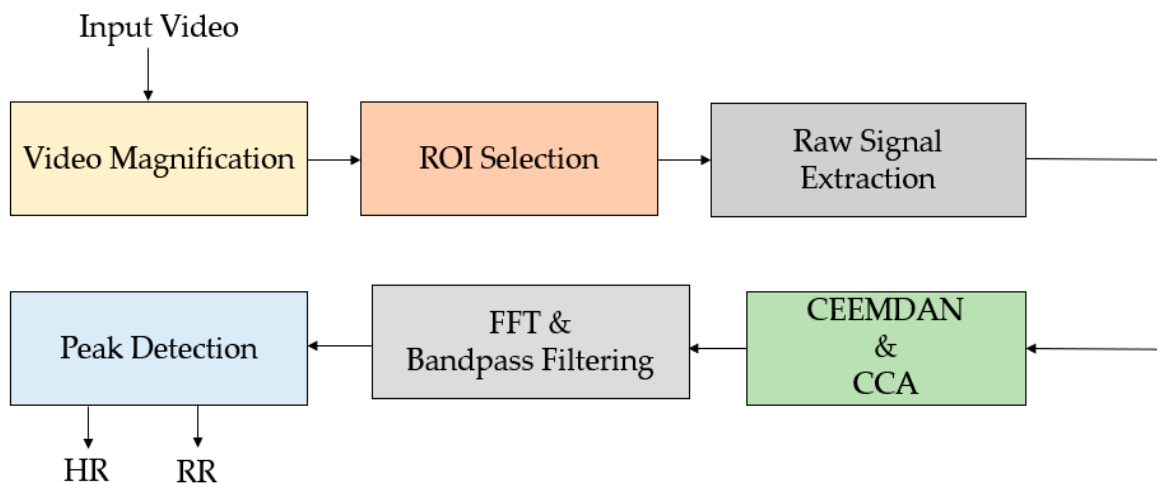 Input Video
Video Magnification
ROI Selection
Raw Signal
Extraction
CEEMDAN
&
CCA
FFT &
Bandpass Filtering
Peak Detection
HR
RR